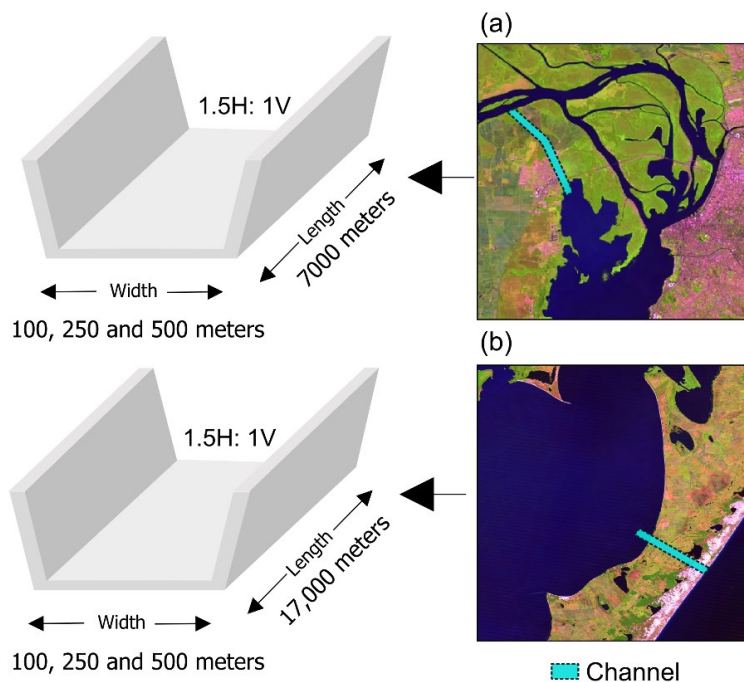 (a)
1.5H: 1V
Length
7000 meters
Width
100, 250 and 500 meters
(b)
1.5H: 1V
Length
17,000 meters
Width
100, 250 and 500 meters
Channel